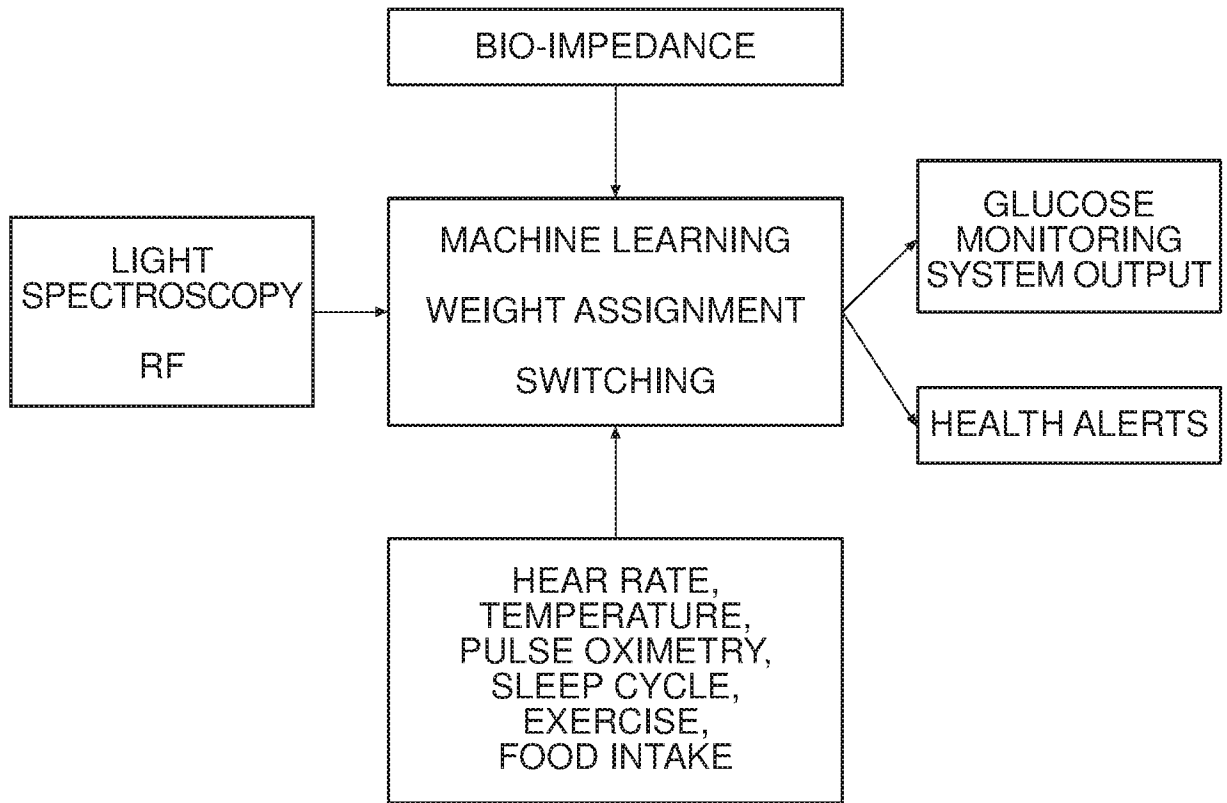 BIO-IMPEDANCE
LIGHT
SPECTROSCOPY
RF
MACHINE LEARNING
WEIGHT ASSIGNMENT
SWITCHING
GLUCOSE
MONITORING
SYSTEM OUTPUT
HEALTH ALERTS
HEAR RATE,
TEMPERATURE,
PULSE OXIMETRY,
SLEEP CYCLE,
EXERCISE,
FOOD INTAKE